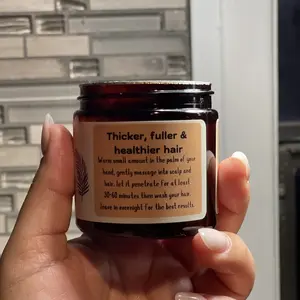 Thicker, fuller &
healthier hair
Warm small amount in the palm of your
hand, gently massage into scalp and
hair. let it penetrate for at least
30-60 minutes then wash your hair.
leave in overnight for the best results